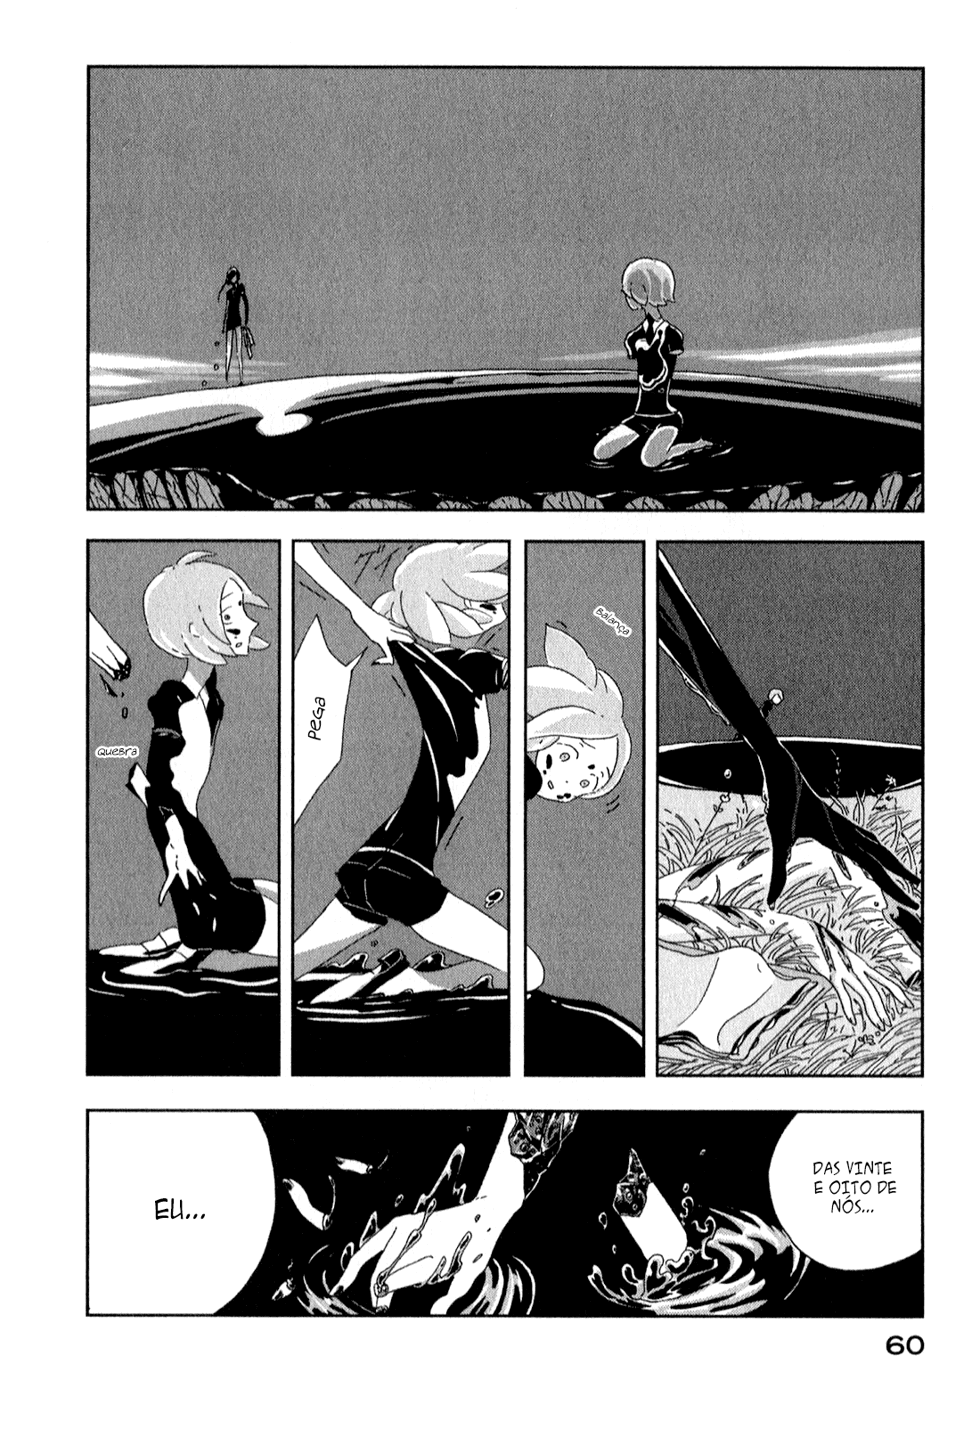 Balança
Pega
Quebra
DAS VINTE
E OITO DE
NÓS...
EU...
60